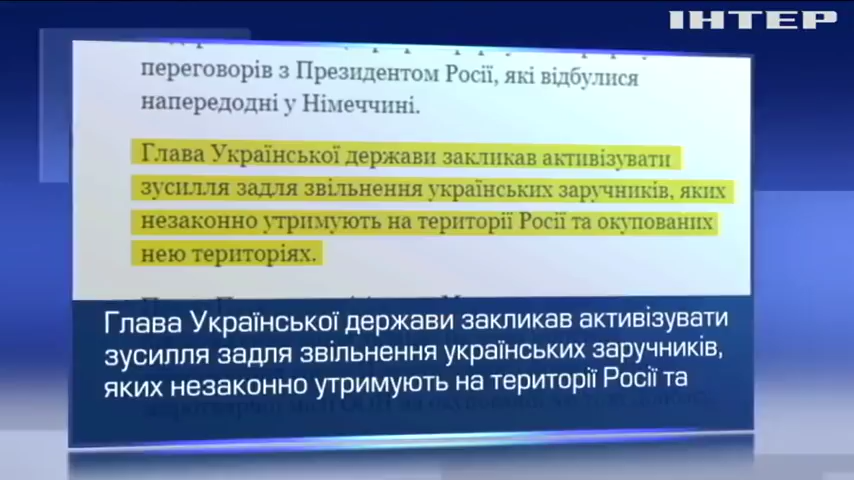 ІНТЕР
переговорів з Президентом Росії, які відбулися
напередодні у Німеччині.
Глава Української держави закликав активізувати
зусилля задля звільнення українських заручників, яких
незаконно утримують на території Росії та окупованих
нею територіях.
Глава Української держави закликав активізувати
зусилля задля звільнення українських заручників,
яких незаконно утримують на території Росії та